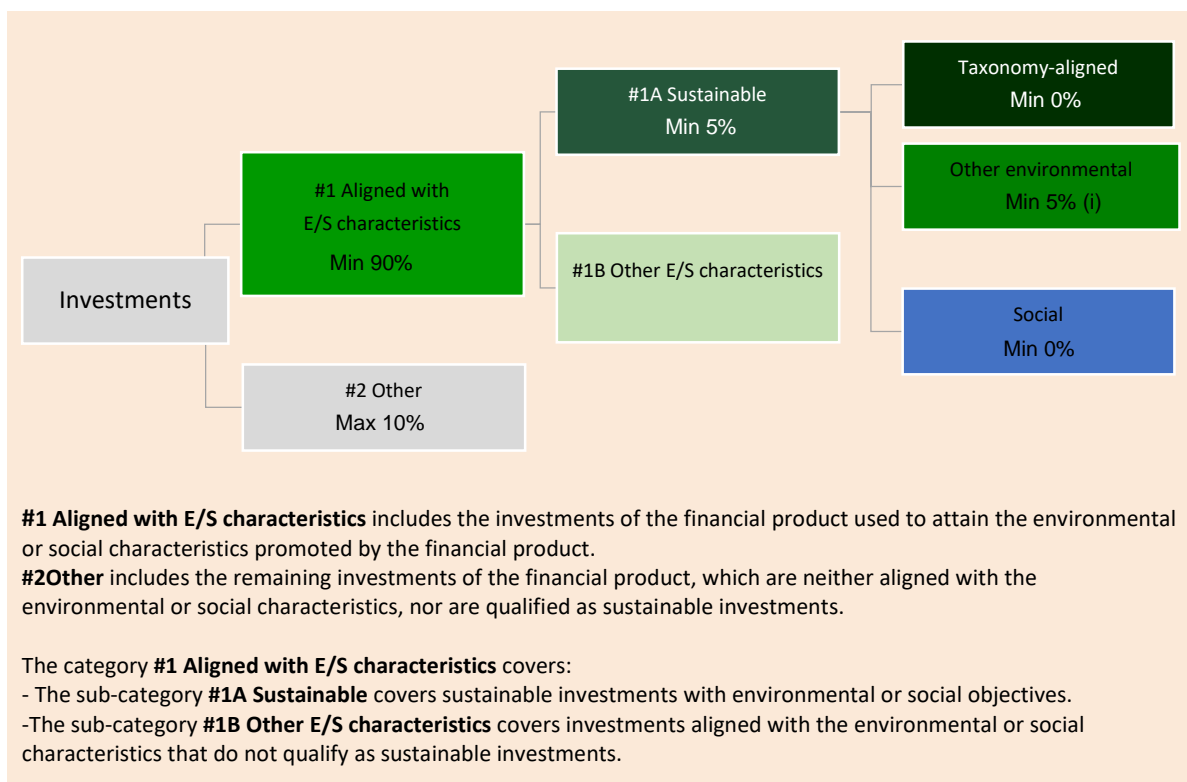 Taxonomy-aligned
Min 0%
#1A Sustainable
Min 5%
Other environmental
Min 5% (i)
#1 Aligned with
E/S characteristics
Min 90%
#1B Other E/S characteristics
Investments
Social
Min 0%
#2 Other
Max 10%
#1 Aligned with E/S characteristics includes the investments of the financial product used to attain the environmental
or social characteristics promoted by the financial product.
#2Other includes the remaining investments of the financial product, which are neither aligned with the
environmental or social characteristics, nor are qualified as sustainable investments.
The category #1 Aligned with E/S characteristics covers:
- The sub-category #1A Sustainable covers sustainable investments with environmental or social objectives.
-The sub-category #1B Other E/S characteristics covers investments aligned with the environmental or social
characteristics that do not qualify as sustainable investments.